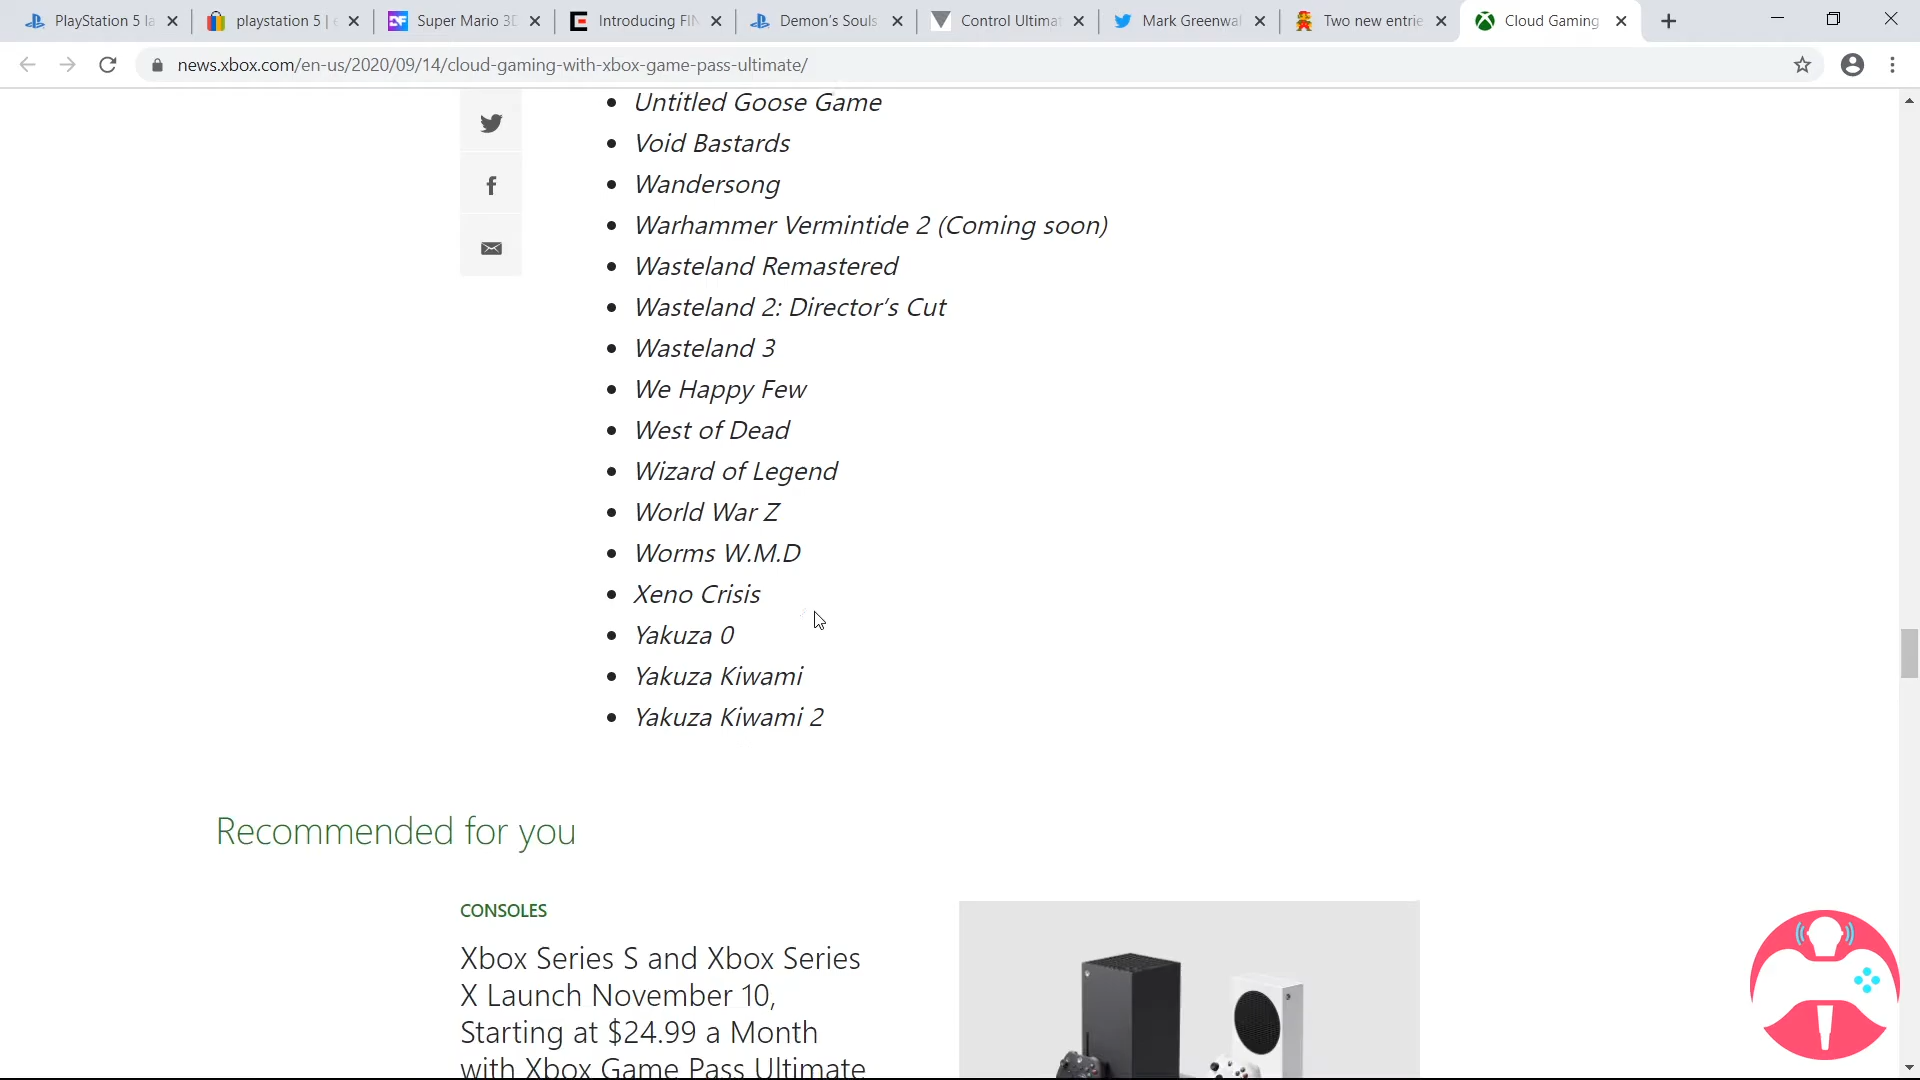 PlayStation 5 la
playstation 5 | e
Super Mario 3D
Introducing FIN
Demon's Souls
Control Ultimat
Mark Greenwal
Two new entrie
Cloud Gaming
news.xbox.com/en-us/2020/09/14/cloud-gaming-with-xbox-game-pass-ultimate/
Untitled Goose Game
Void Bastards
Wandersong
Warhammer Vermintide 2 (Coming soon)
Wasteland Remastered
Wasteland 2: Director's Cut
Wasteland 3
We Happy Few
West of Dead
Wizard of Legend
World War Z
Worms W.M.D
Xeno Crisis
Yakuza 0
Yakuza Kiwami
Yakuza Kiwami 2
Recommended for you
CONSOLES
Xbox Series S and Xbox Series
X Launch November 10,
Starting at $24.99 a Month
with Xbox Game Pass Ultimate